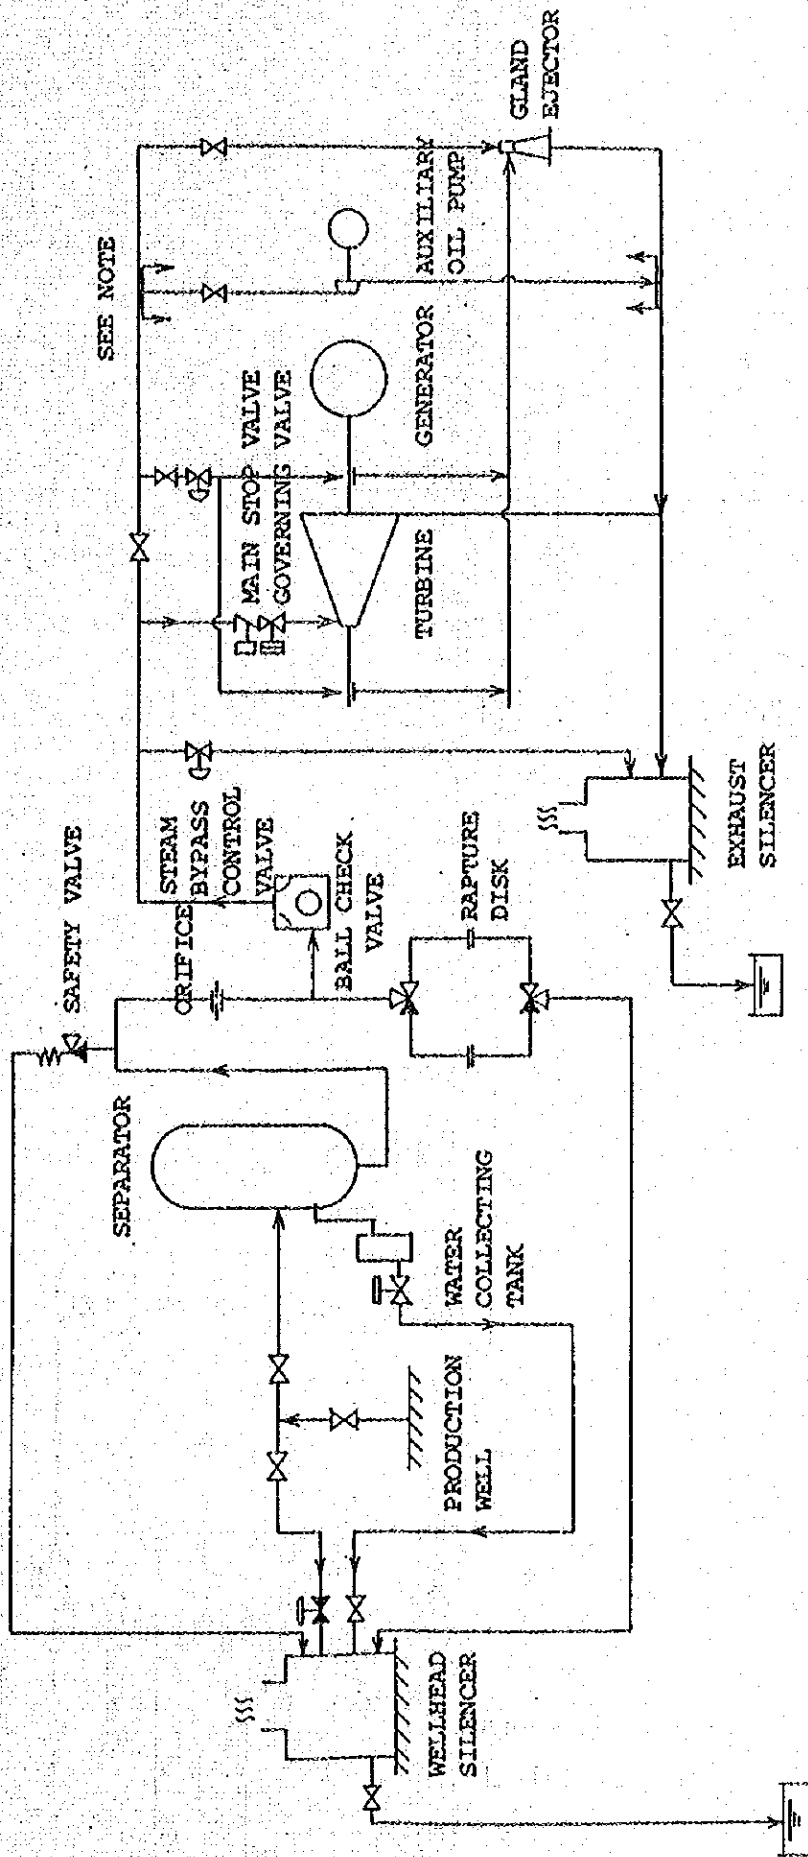 SAFETY VALVE
SEE NOTE
GLAND
EJECTOR
SEPARATOR
ORIFICE
STEAM
BYPASS
CONTROL
VALVE
MAIN STOP VALVE
GOVERNING VALVE
AUXILIARY
OIL PUMP
BALL CHECK
VALVE
TURBINE
GENERATOR
PRODUCTION
WELL
WATER
COLLECTING
TANK
RAPTURE
DISK
WELLHEAD
SILENCER
EXHAUST
SILENCER